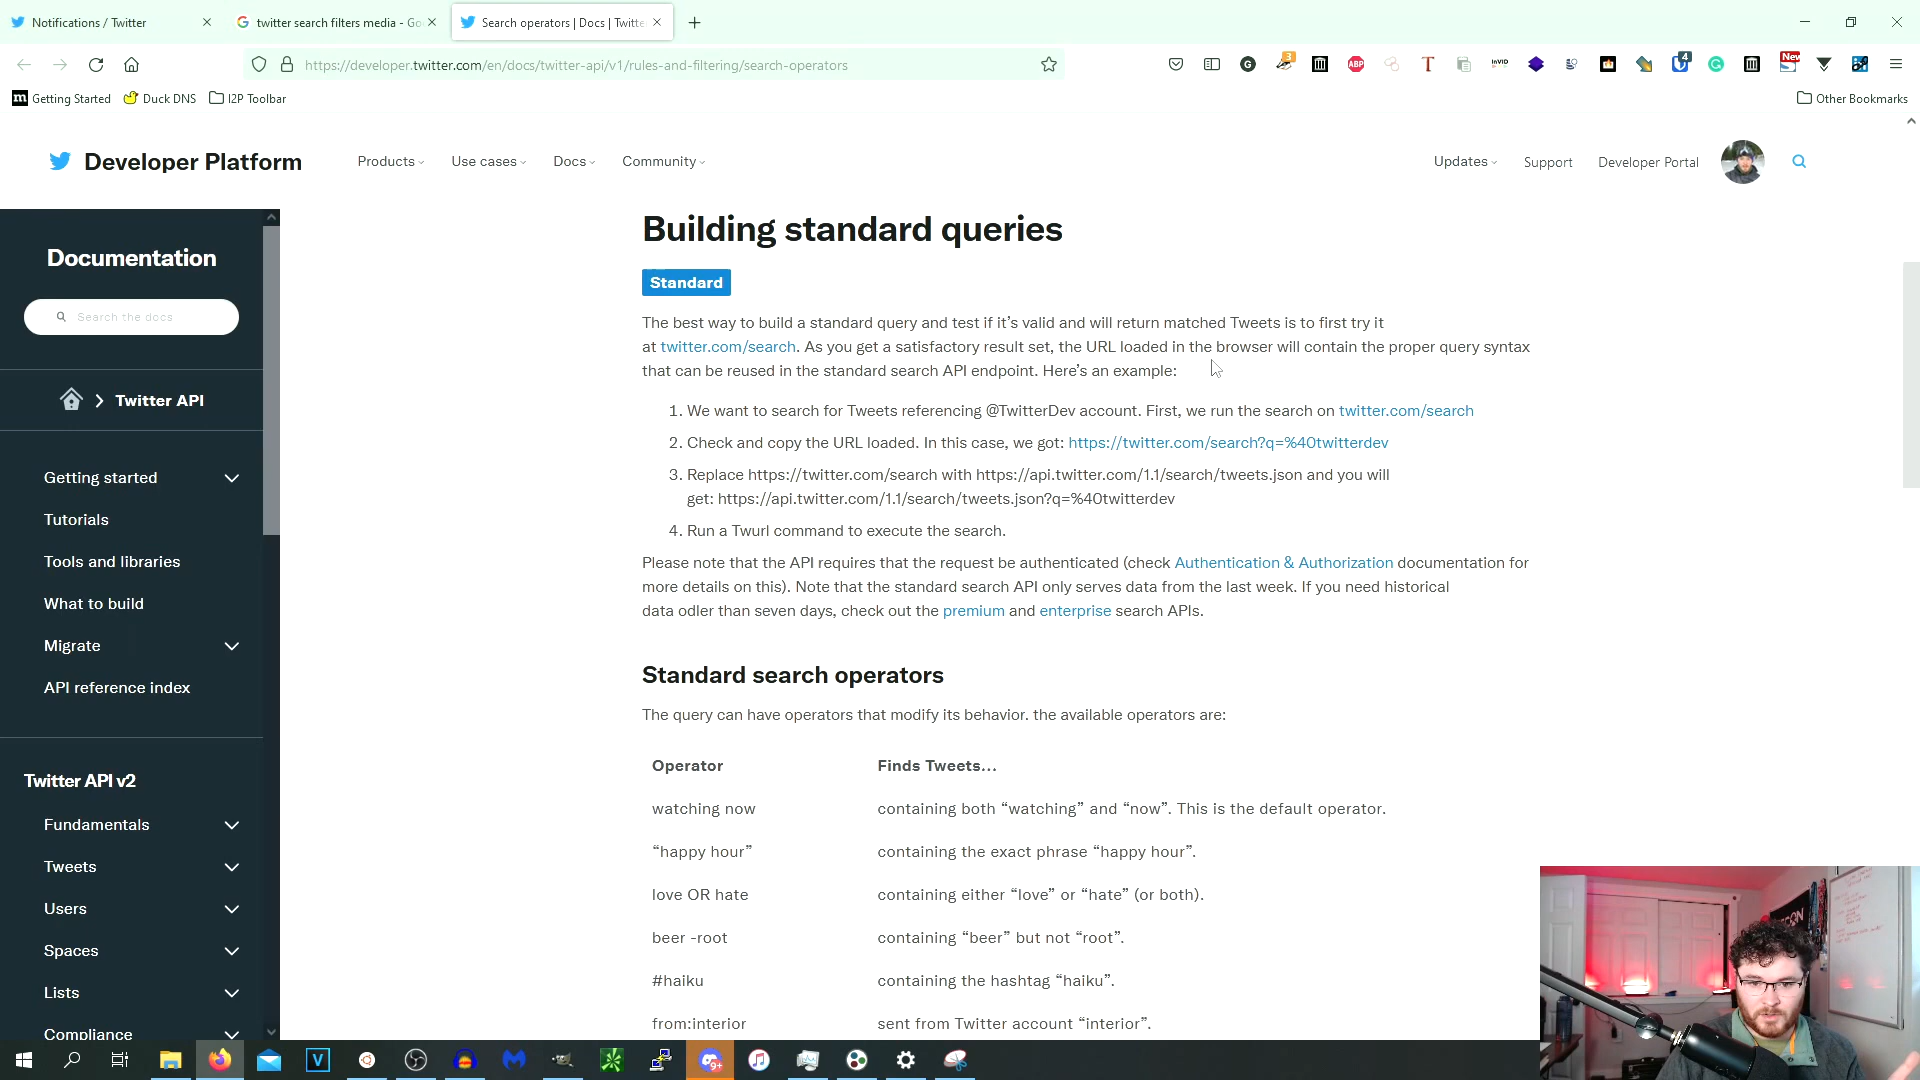 Notifications / Twitter
twitter search filters media - Go
Search operators | Docs | Twitte
https://developer.twitter.com/en/docs/twitter-api/v1/rules-and-filtering/search-operators
Getting Started
Duck DNS
I2P Toolbar
Other Bookmarks
Developer Platform
Products
Use cases
Docs
Community
Updates
Support
Developer Portal
Documentation
Search the docs
Twitter API
Getting started
Tutorials
Tools and libraries
What to build
Migrate
API reference index
Twitter API v2
Fundamentals
Tweets
Users
Spaces
Lists
Compliance
Building standard queries
Standard
The best way to build a standard query and test if it’s valid and will return matched Tweets is to first try it
at twitter.com/search. As you get a satisfactory result set, the URL loaded in the browser will contain the proper query syntax
that can be reused in the standard search API endpoint. Here’s an example:
1. We want to search for Tweets referencing @TwitterDev account. First, we run the search on twitter.com/search
2. Check and copy the URL loaded. In this case, we got: https://twitter.com/search?q=%40twitterdev
3. Replace https://twitter.com/search with https://api.twitter.com/1.1/search/tweets.json and you will
get: https://api.twitter.com/1.1/search/tweets.json?q=%40twitterdev
4. Run a Twurl command to execute the search.
Please note that the API requires that the request be authenticated (check Authentication & Authorization documentation for
more details on this). Note that the standard search API only serves data from the last week. If you need historical
data odler than seven days, check out the premium and enterprise search APIs.
Standard search operators
The query can have operators that modify its behavior. the available operators are:
Operator Finds Tweets…
watching now containing both “watching” and “now”. This is the default operator.
“happy hour” containing the exact phrase “happy hour”.
love OR hate containing either “love” or “hate” (or both).
beer -root containing “beer” but not “root”.
#haiku containing the hashtag “haiku”.
from:interior sent from Twitter account “interior”.